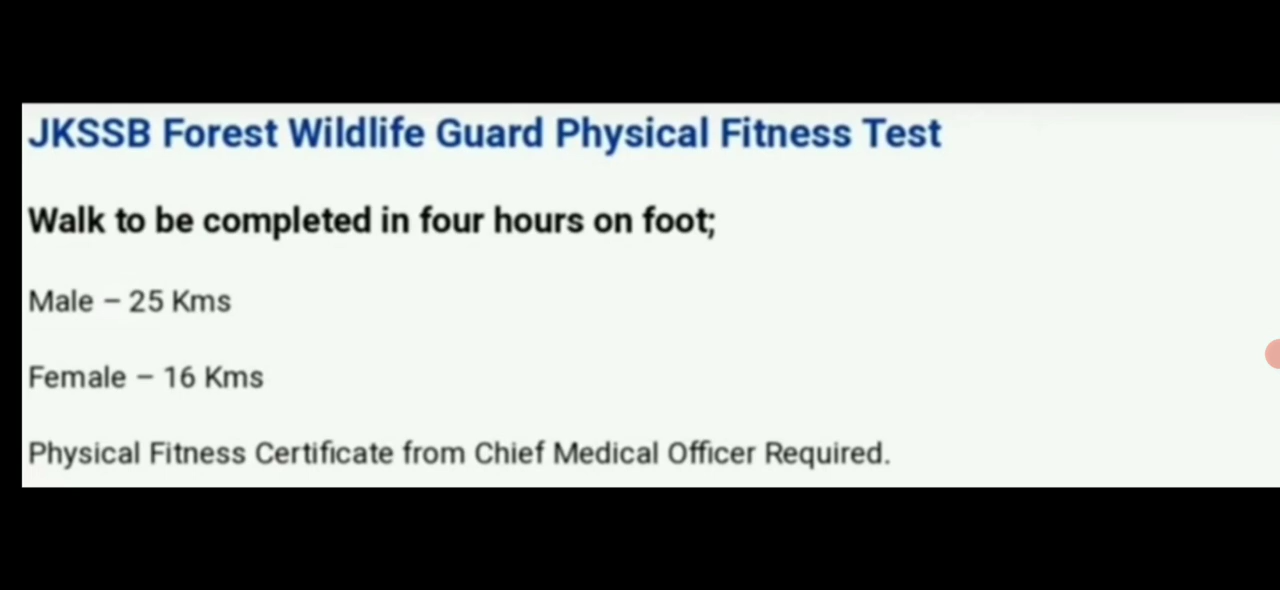 JKSSB Forest Wildlife Guard Physical Fitness Test
Walk to be completed in four hours on foot;
Male – 25 Kms
Female – 16 Kms
Physical Fitness Certificate from Chief Medical Officer Required.